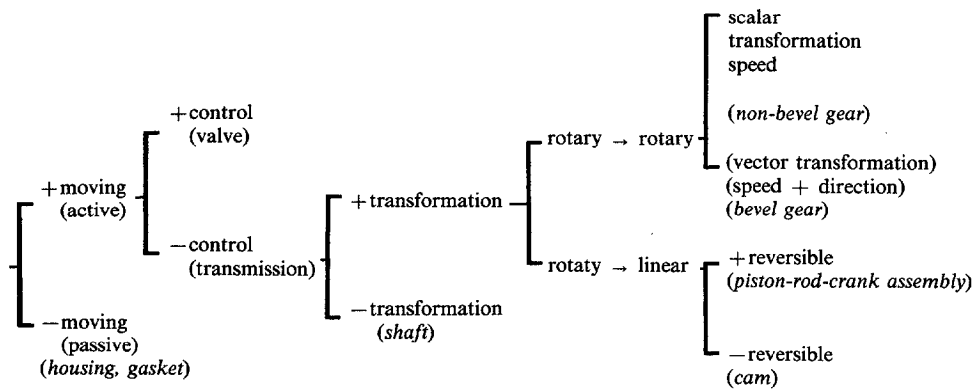 scalar
transformation
speed
(non-bevel gear)
+control
(valve)
rotary → rotary
(vector transformation)
(speed + direction)
(bevel gear)
+moving
(active)
+transformation
−control
(transmission)
rotaty → linear
+reversible
(piston-rod-crank assembly)
−transformation
(shaft)
−moving
(passive)
(housing, gasket)
−reversible
(cam)